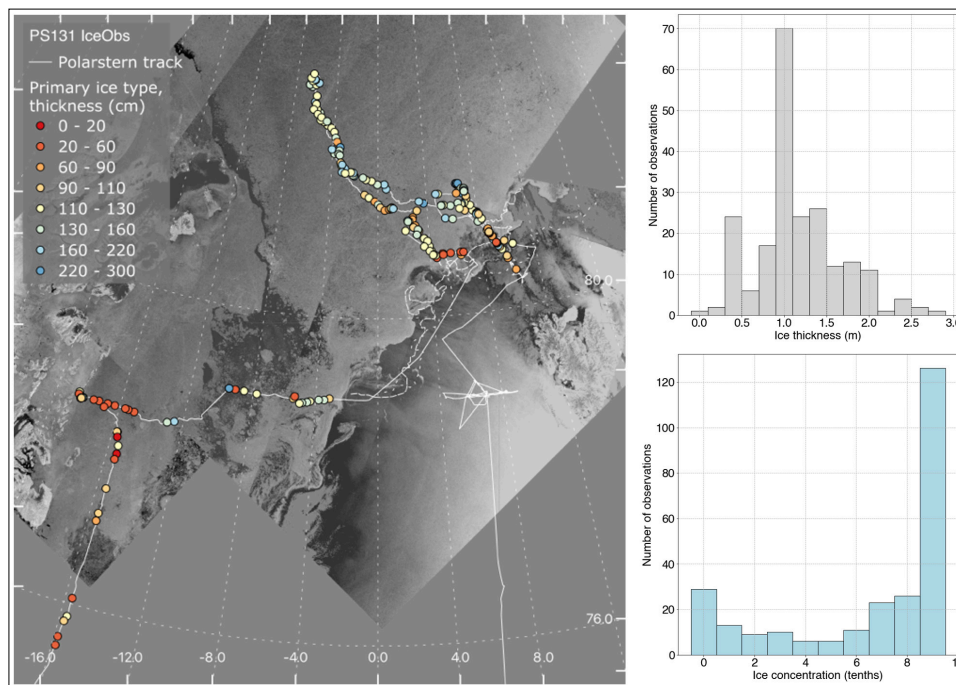 PS131 IceObs
Polarstern track
Primary ice type,
thickness (cm)
0 - 20
20 - 60
60 - 90
90 - 110
110 - 130
130 - 160
160 - 220
220 - 300
80.0
76.0
-16.0 -12.0 -8.0 -4.0 0.0 4.0 8.0
Number of observations
70
60
50
40
30
20
10
0
0.0 0.5 1.0 1.5 2.0 2.5 3.0
Ice thickness (m)
Number of observations
120
100
80
60
40
20
0
0 2 4 6 8
Ice concentration (tenths)